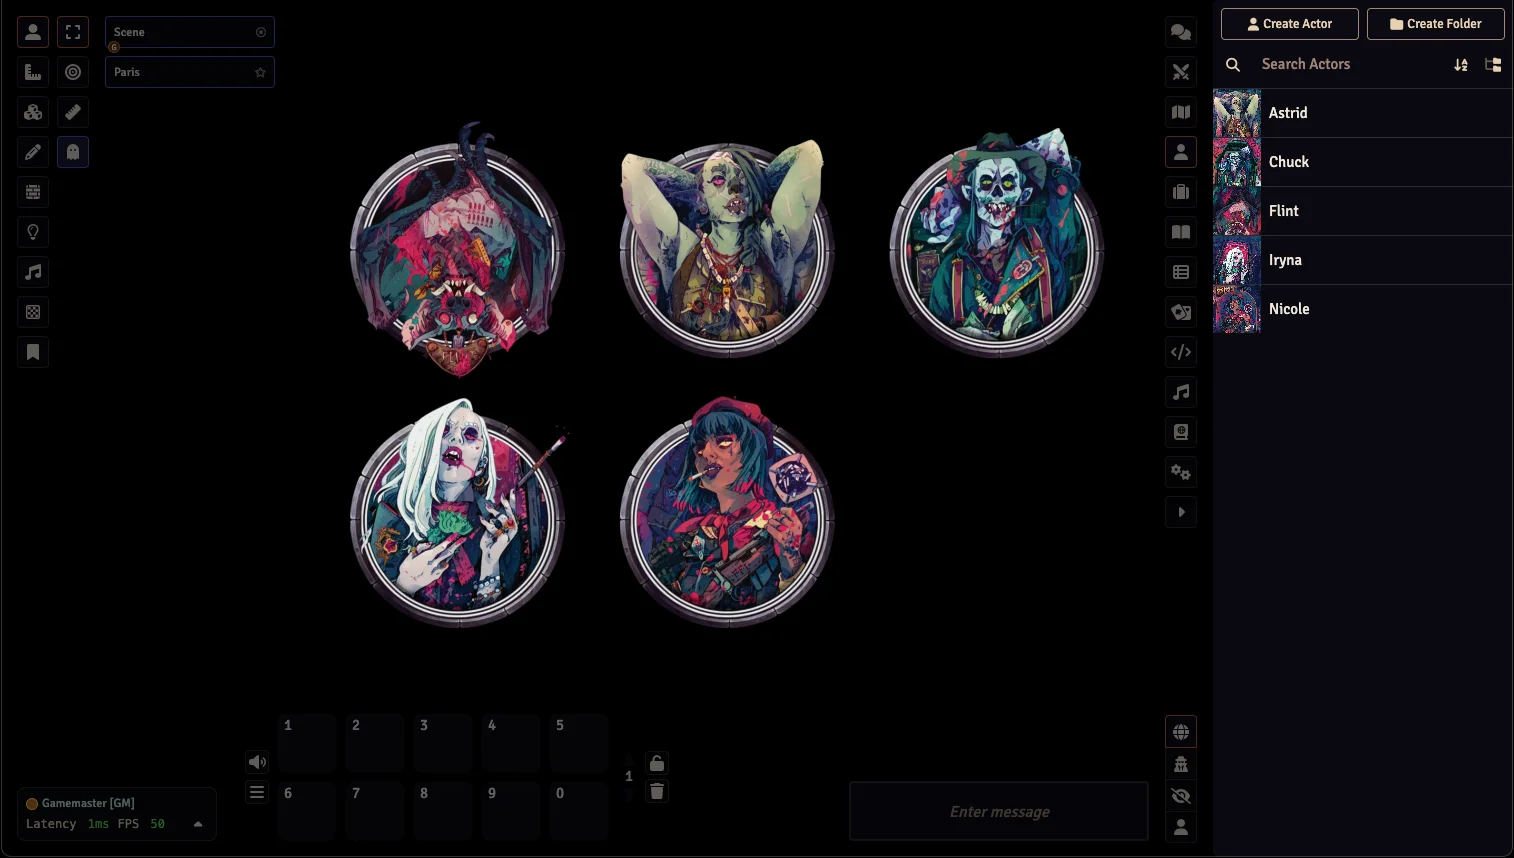 Scene
G
Paris
Create Actor
Create Folder
Search Actors
Astrid
Chuck
Flint
Iryna
Nicole
1
2
3
4
5
6
7
8
9
0
1
Gamemaster [GM]
Latency 1ms FPS 50
Enter message